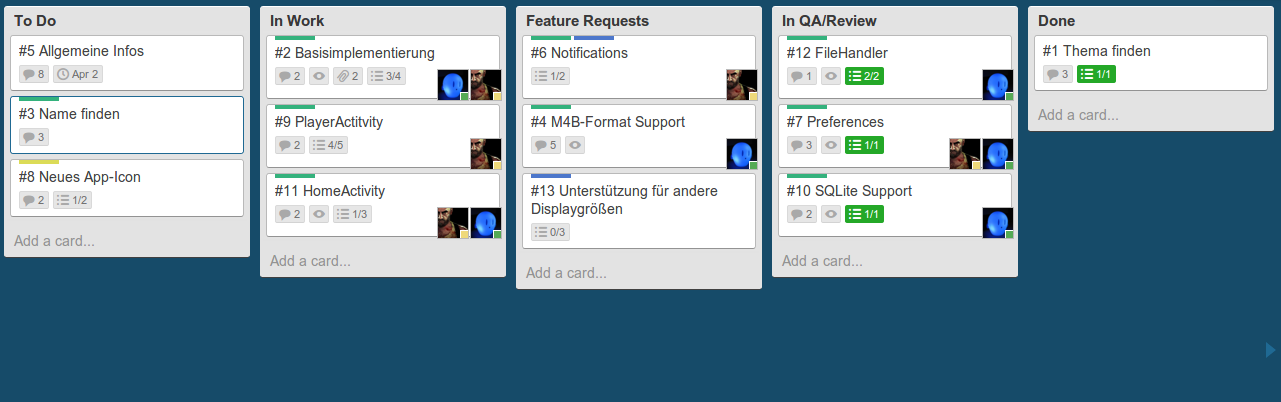 To Do
#5 Allgemeine Infos
8 Apr 2
#3 Name finden
3
#8 Neues App-Icon
2 1/2
Add a card...
In Work
#2 Basisimplementierung
2 2 3/4
#9 PlayerActitvity
2 4/5
#11 HomeActivity
2 1/3
Add a card...
Feature Requests
#6 Notifications
1/2
#4 M4B-Format Support
5
#13 Unterstützung für andere
Displaygrößen
0/3
Add a card...
In QA/Review
#12 FileHandler
1 2/2
#7 Preferences
3 1/1
#10 SQLite Support
2 1/1
Add a card...
Done
#1 Thema finden
3 1/1
Add a card...